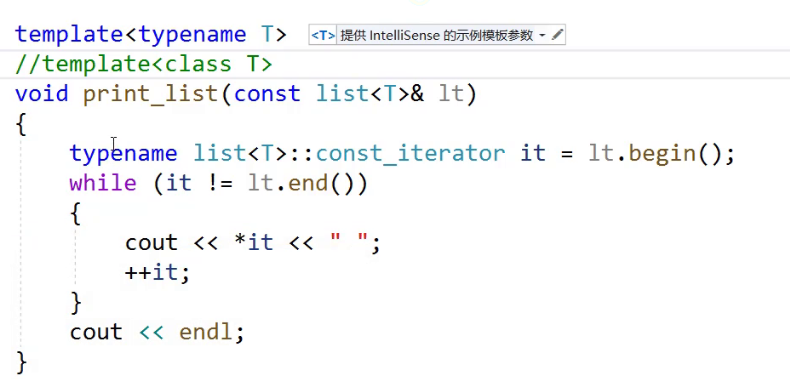 template<typename T> <T> 提供 IntelliSense 的示例模板参数
//template<class T>
void print_list(const list<T>& lt)
{
    typename list<T>::const_iterator it = lt.begin();
    while (it != lt.end())
    {
        cout << *it << " ";
        ++it;
    }
    cout << endl;
}